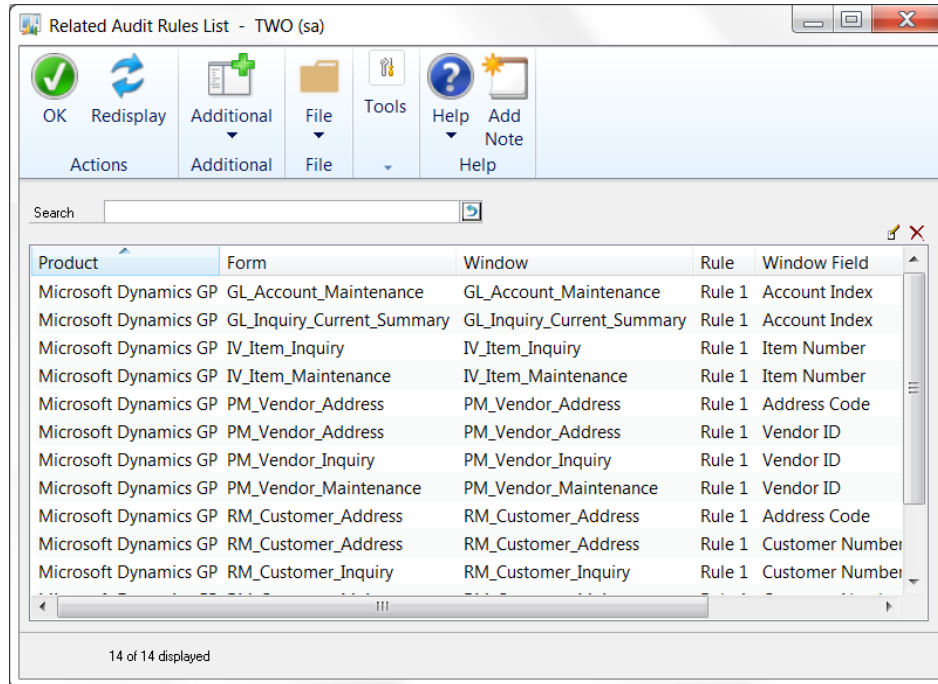 Related Audit Rules List - TWO (sa)
OK Redisplay Additional File Tools Help Add Note
Actions Additional File Help
Search
Product Form Window Rule Window Field
Microsoft Dynamics GP GL_Account_Maintenance GL_Account_Maintenance Rule 1 Account Index
Microsoft Dynamics GP GL_Inquiry_Current_Summary GL_Inquiry_Current_Summary Rule 1 Account Index
Microsoft Dynamics GP IV_Item_Inquiry IV_Item_Inquiry Rule 1 Item Number
Microsoft Dynamics GP IV_Item_Maintenance IV_Item_Maintenance Rule 1 Item Number
Microsoft Dynamics GP PM_Vendor_Address PM_Vendor_Address Rule 1 Address Code
Microsoft Dynamics GP PM_Vendor_Address PM_Vendor_Address Rule 1 Vendor ID
Microsoft Dynamics GP PM_Vendor_Inquiry PM_Vendor_Inquiry Rule 1 Vendor ID
Microsoft Dynamics GP PM_Vendor_Maintenance PM_Vendor_Maintenance Rule 1 Vendor ID
Microsoft Dynamics GP RM_Customer_Address RM_Customer_Address Rule 1 Address Code
Microsoft Dynamics GP RM_Customer_Address RM_Customer_Address Rule 1 Customer Number
Microsoft Dynamics GP RM_Customer_Inquiry RM_Customer_Inquiry Rule 1 Customer Number
14 of 14 displayed